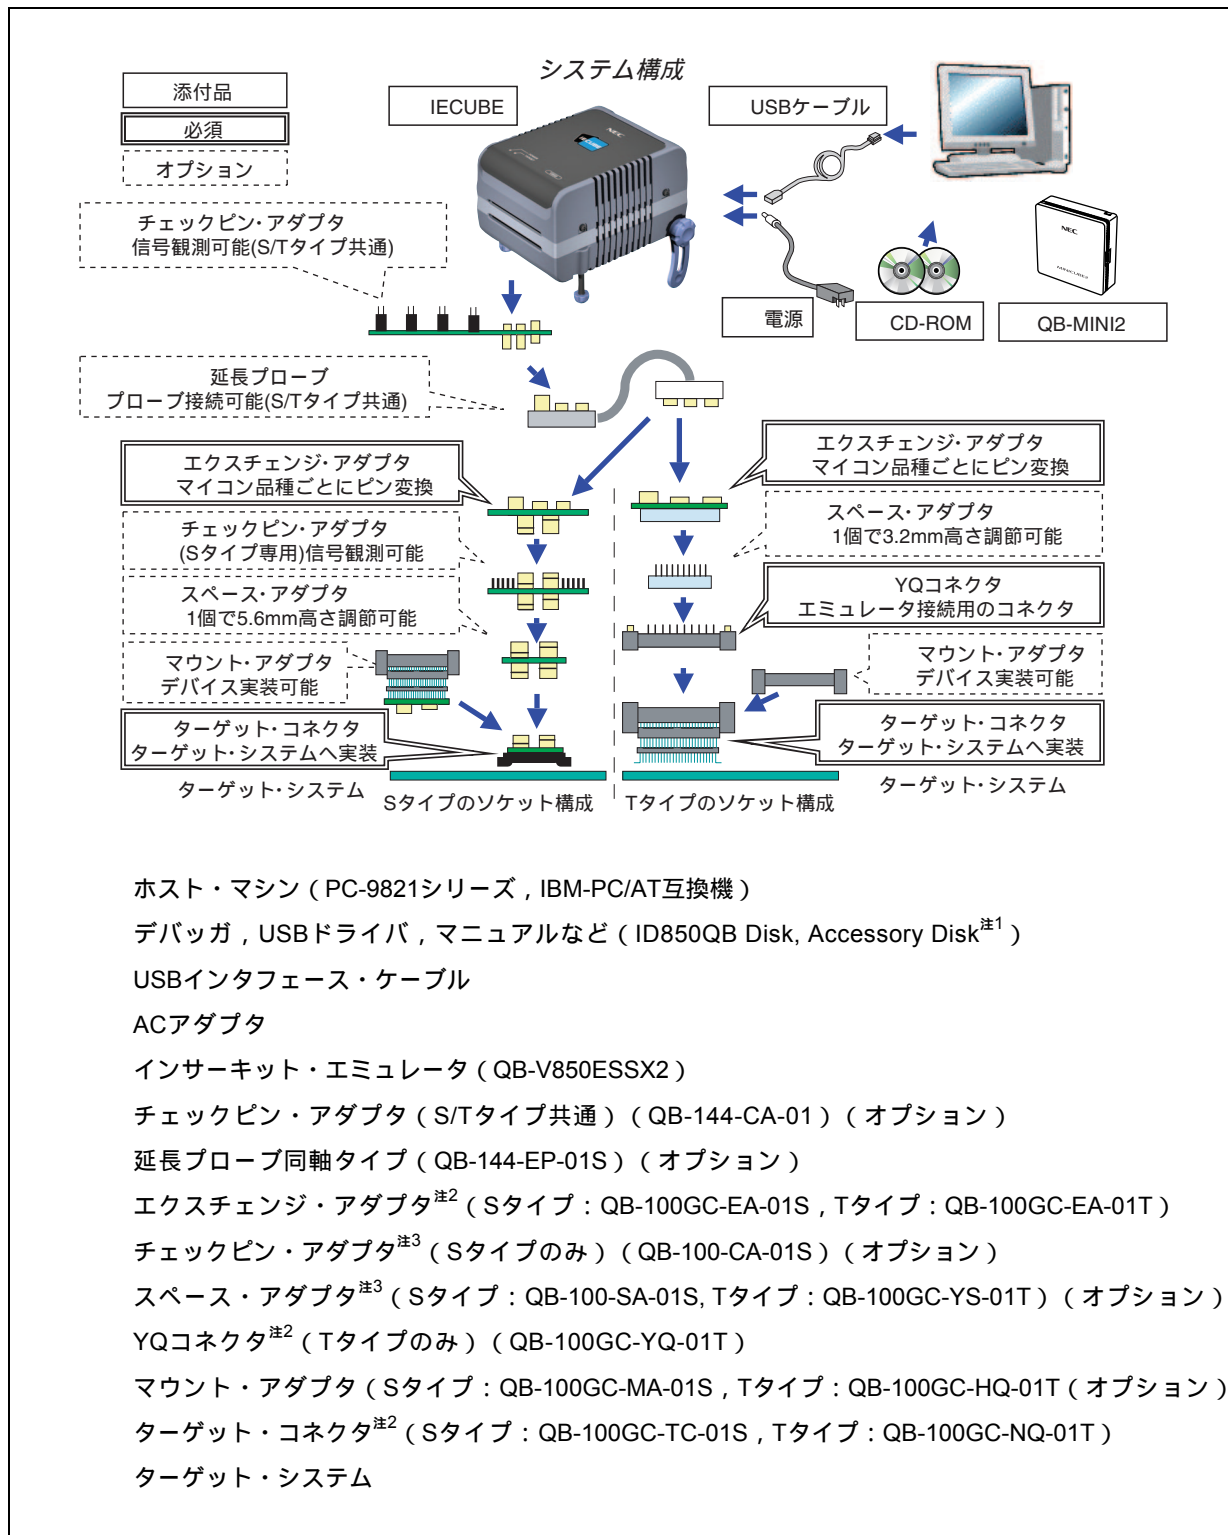 システム構成
添付品
必須
オプション
IECUBE
USBケーブル
NEC
NEC
MINICUBE2
チェックピン・アダプタ
信号観測可能(S/Tタイプ共通)
電源
CD-ROM
QB-MINI2
延長プローブ
プローブ接続可能(S/Tタイプ共通)
エクスチェンジ・アダプタ
マイコン品種ごとにピン変換
チェックピン・アダプタ
(Sタイプ専用)信号観測可能
スペース・アダプタ
1個で5.6mm高さ調節可能
マウント・アダプタ
デバイス実装可能
ターゲット・コネクタ
ターゲット・システムへ実装
ターゲット・システム
Sタイプのソケット構成
エクスチェンジ・アダプタ
マイコン品種ごとにピン変換
スペース・アダプタ
1個で3.2mm高さ調節可能
YQコネクタ
エミュレータ接続用のコネクタ
マウント・アダプタ
デバイス実装可能
ターゲット・コネクタ
ターゲット・システムへ実装
Tタイプのソケット構成
ターゲット・システム
ホスト・マシン（PC-9821シリーズ，IBM-PC/AT互換機）
デバッガ，USBドライバ，マニュアルなど（ID850QB Disk, Accessory Disk注1）
USBインタフェース・ケーブル
ACアダプタ
インサーキット・エミュレータ（QB-V850ESSX2）
チェックピン・アダプタ（S/Tタイプ共通）（QB-144-CA-01）（オプション）
延長プローブ同軸タイプ（QB-144-EP-01S）（オプション）
エクスチェンジ・アダプタ注2（Sタイプ：QB-100GC-EA-01S，Tタイプ：QB-100GC-EA-01T）
チェックピン・アダプタ注3（Sタイプのみ）（QB-100-CA-01S）（オプション）
スペース・アダプタ注3（Sタイプ：QB-100-SA-01S, Tタイプ：QB-100GC-YS-01T）（オプション）
YQコネクタ注2（Tタイプのみ）（QB-100GC-YQ-01T）
マウント・アダプタ（Sタイプ：QB-100GC-MA-01S，Tタイプ：QB-100GC-HQ-01T（オプション）
ターゲット・コネクタ注2（Sタイプ：QB-100GC-TC-01S，Tタイプ：QB-100GC-NQ-01T）
ターゲット・システム